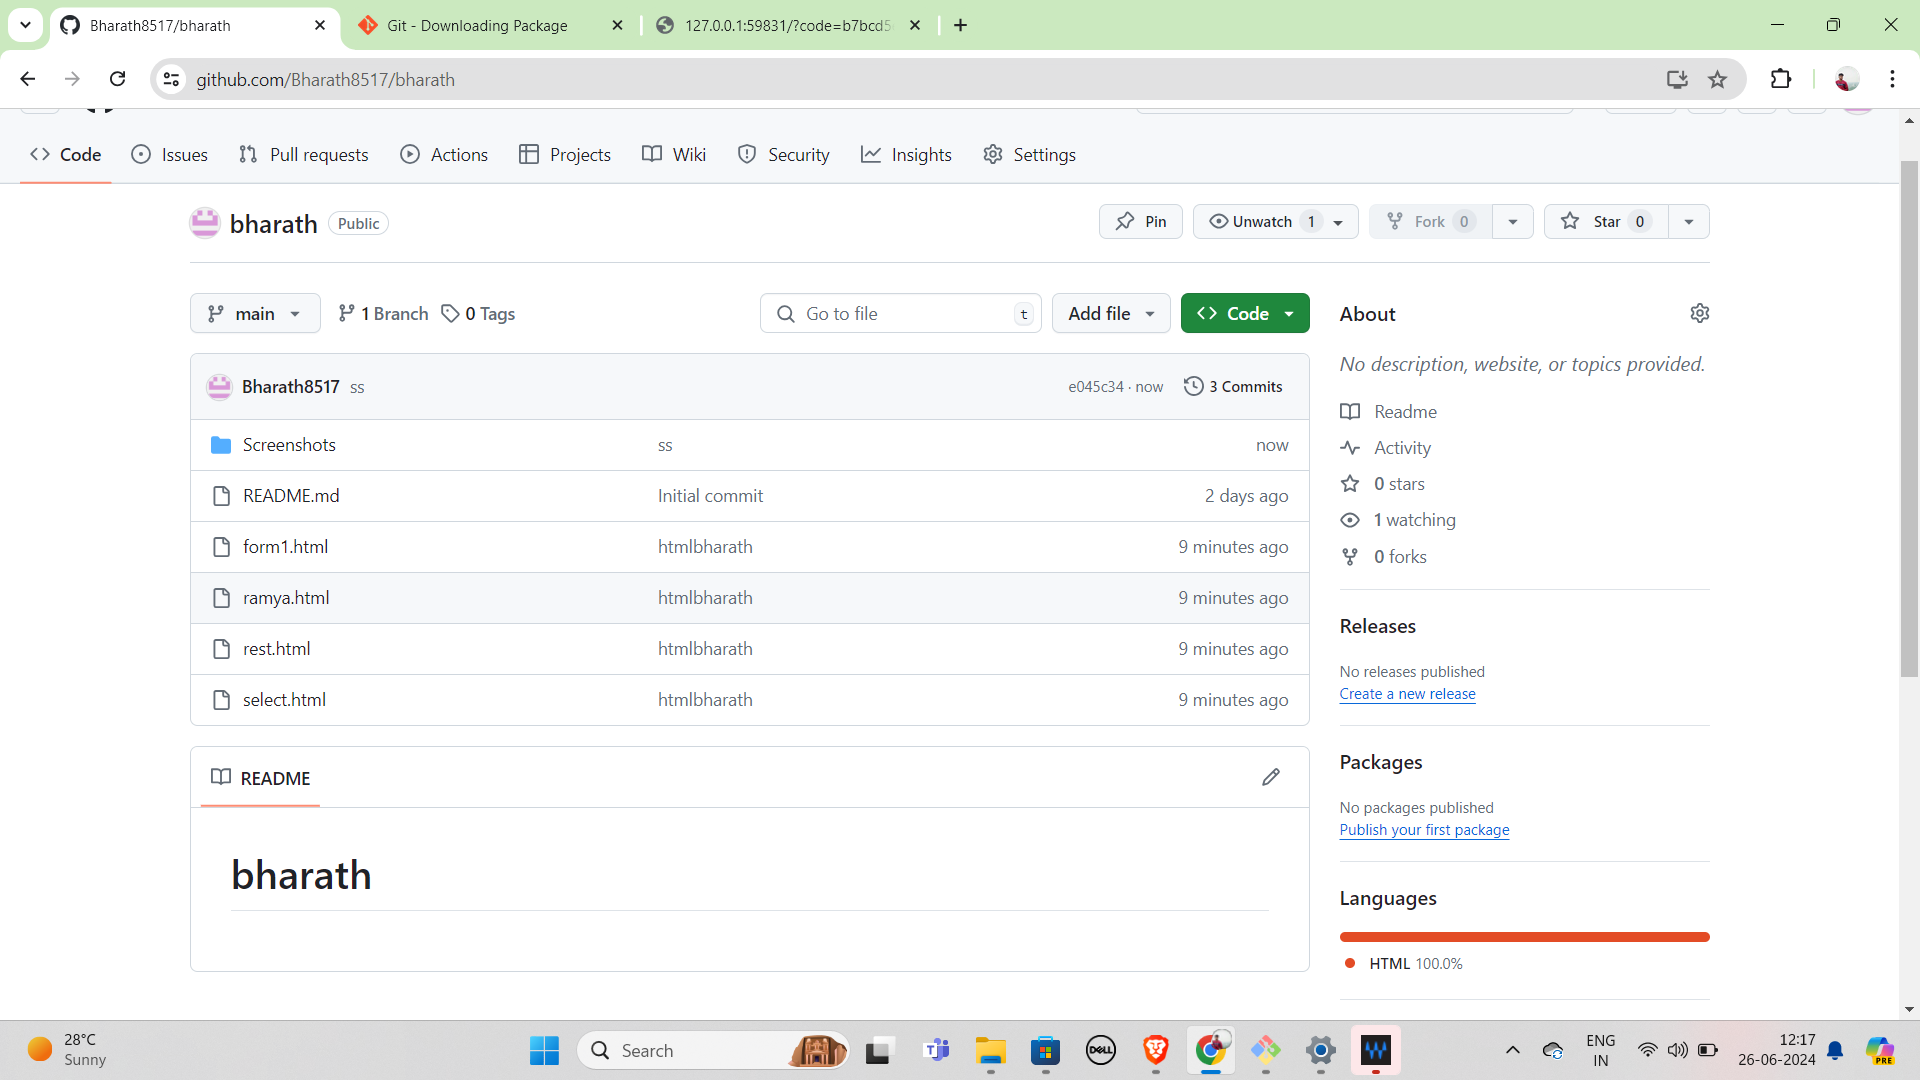 Bharath8517/bharath
Git - Downloading Package
127.0.0.1:59831/?code=b7bcd5
github.com/Bharath8517/bharath
Code Issues Pull requests Actions Projects Wiki Security Insights Settings
bharath Public
Pin Unwatch 1 Fork 0 Star 0
main 1 Branch 0 Tags Go to file t Add file Code
Bharath8517 ss e045c34 · now 3 Commits
Screenshots ss now
README.md Initial commit 2 days ago
form1.html htmlbharath 9 minutes ago
ramya.html htmlbharath 9 minutes ago
rest.html htmlbharath 9 minutes ago
select.html htmlbharath 9 minutes ago
README
bharath
About
No description, website, or topics provided.
Readme
Activity
0 stars
1 watching
0 forks
Releases
No releases published
Create a new release
Packages
No packages published
Publish your first package
Languages
HTML 100.0%
28°C
Sunny
Search
DELL
ENG
IN
12:17
26-06-2024
PRE